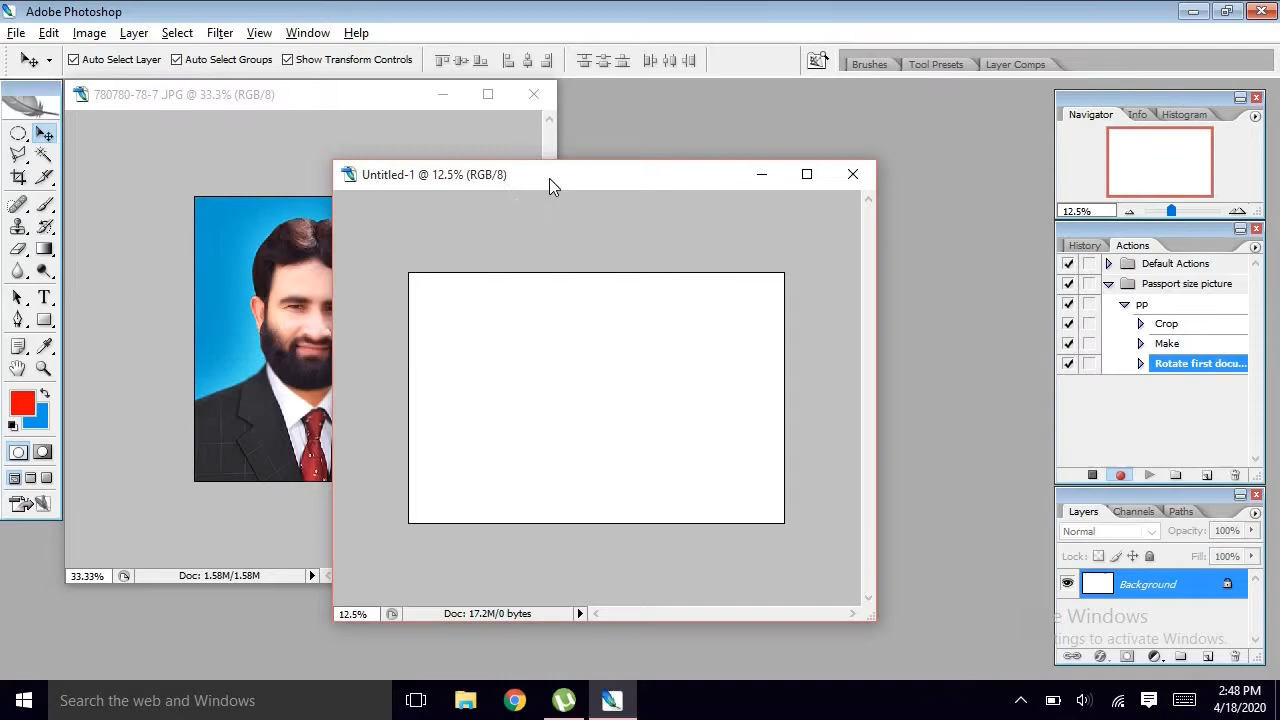 Adobe Photoshop
File Edit Image Layer Select Filter View Window Help
Auto Select Layer Auto Select Groups Show Transform Controls
Brushes Tool Presets Layer Comps
780780-78-7 .JPG @ 33.3% (RGB/8)
Untitled-1 @ 12.5% (RGB/8)
Navigator Info Histogram
12.5%
History Actions
Default Actions
Passport size picture
pp
Crop
Make
Rotate first docu...
Layers Channels Paths
Normal Opacity: 100%
Lock: Fill: 100%
Background
33.33% Doc: 1.58M/1.58M
12.5% Doc: 17.2M/0 bytes
e Windows
tings to activate Windows.
Search the web and Windows
2:48 PM
4/18/2020